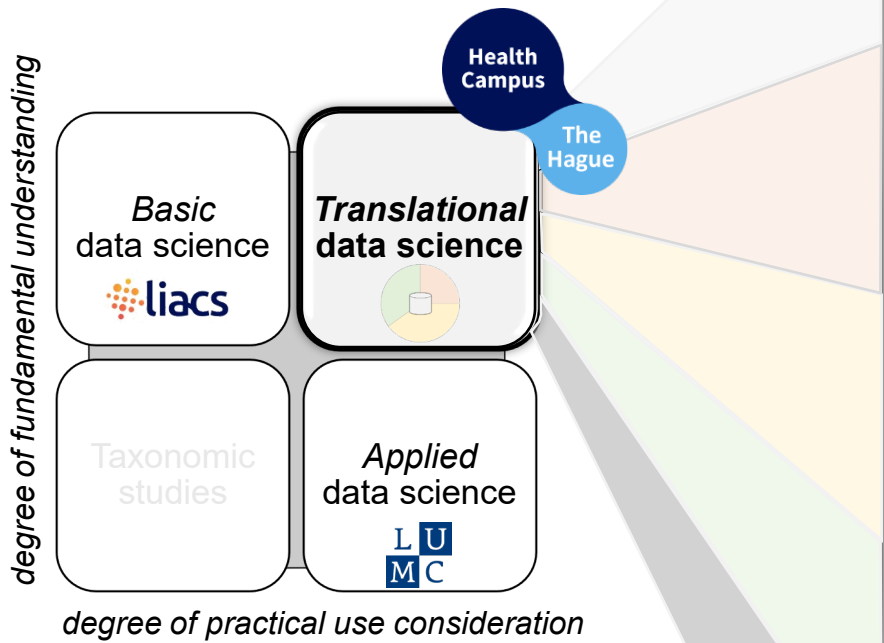 degree of fundamental understanding
Health
Campus
The
Hague
Basic
data science
liacs
Translational
data science
Taxonomic
studies
Applied
data science
L U
M C
degree of practical use consideration